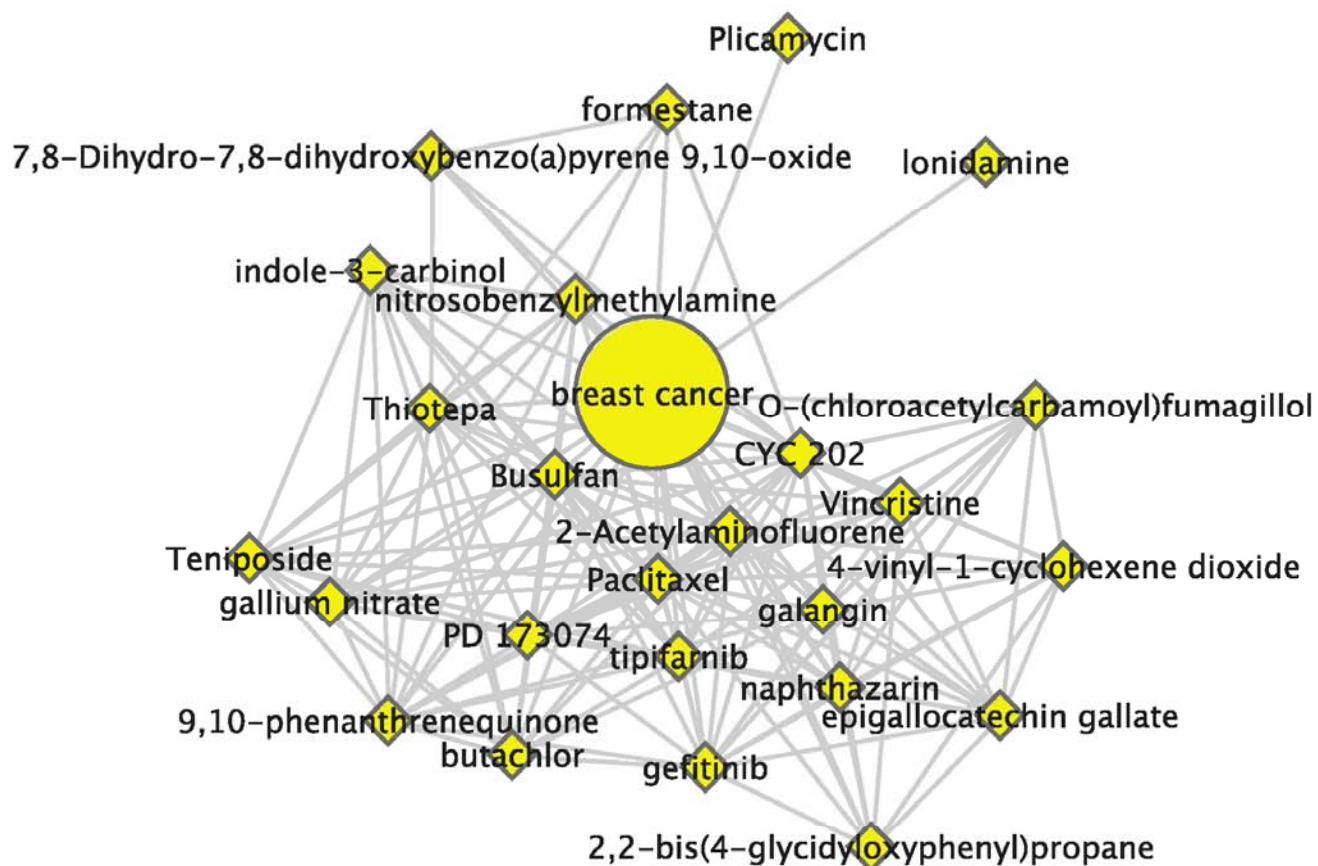 Plicamycin
formestane
7,8-Dihydro-7,8-dihydroxybenzo(a)pyrene 9,10-oxide
lonidamine
indole-3-carbinol
nitrosobenzylmethylamine
breast cancer
Thiotepa
O-(chloroacetylcarbamoyl)fumagillol
CYC 202
Busulfan
Vincristine
2-Acetylaminofluorene
Teniposide
4-vinyl-1-cyclohexene dioxide
Paclitaxel
gallium nitrate
galangin
PD 173074
tipifarnib
naphthazarin
9,10-phenanthrenequinone
epigallocatechin gallate
butachlor
gefitinib
2,2-bis(4-glycidyloxyphenyl)propane